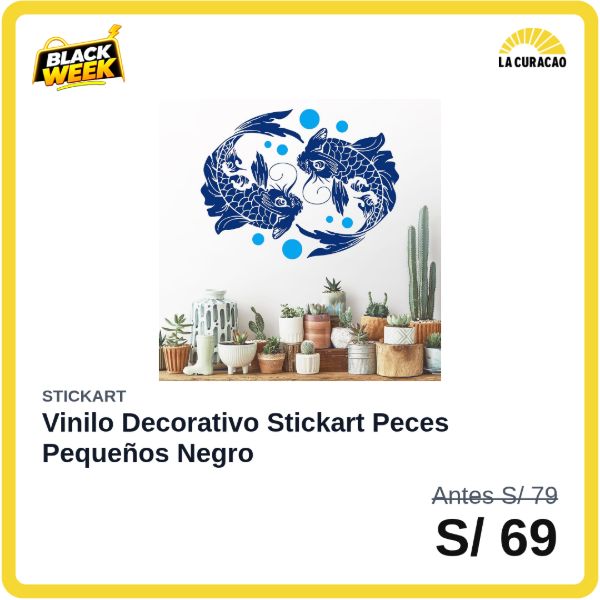 BLACK
WEEK
LA CURACAO
STICKART
Vinilo Decorativo Stickart Peces
Pequeños Negro
Antes S/ 79
S/ 69